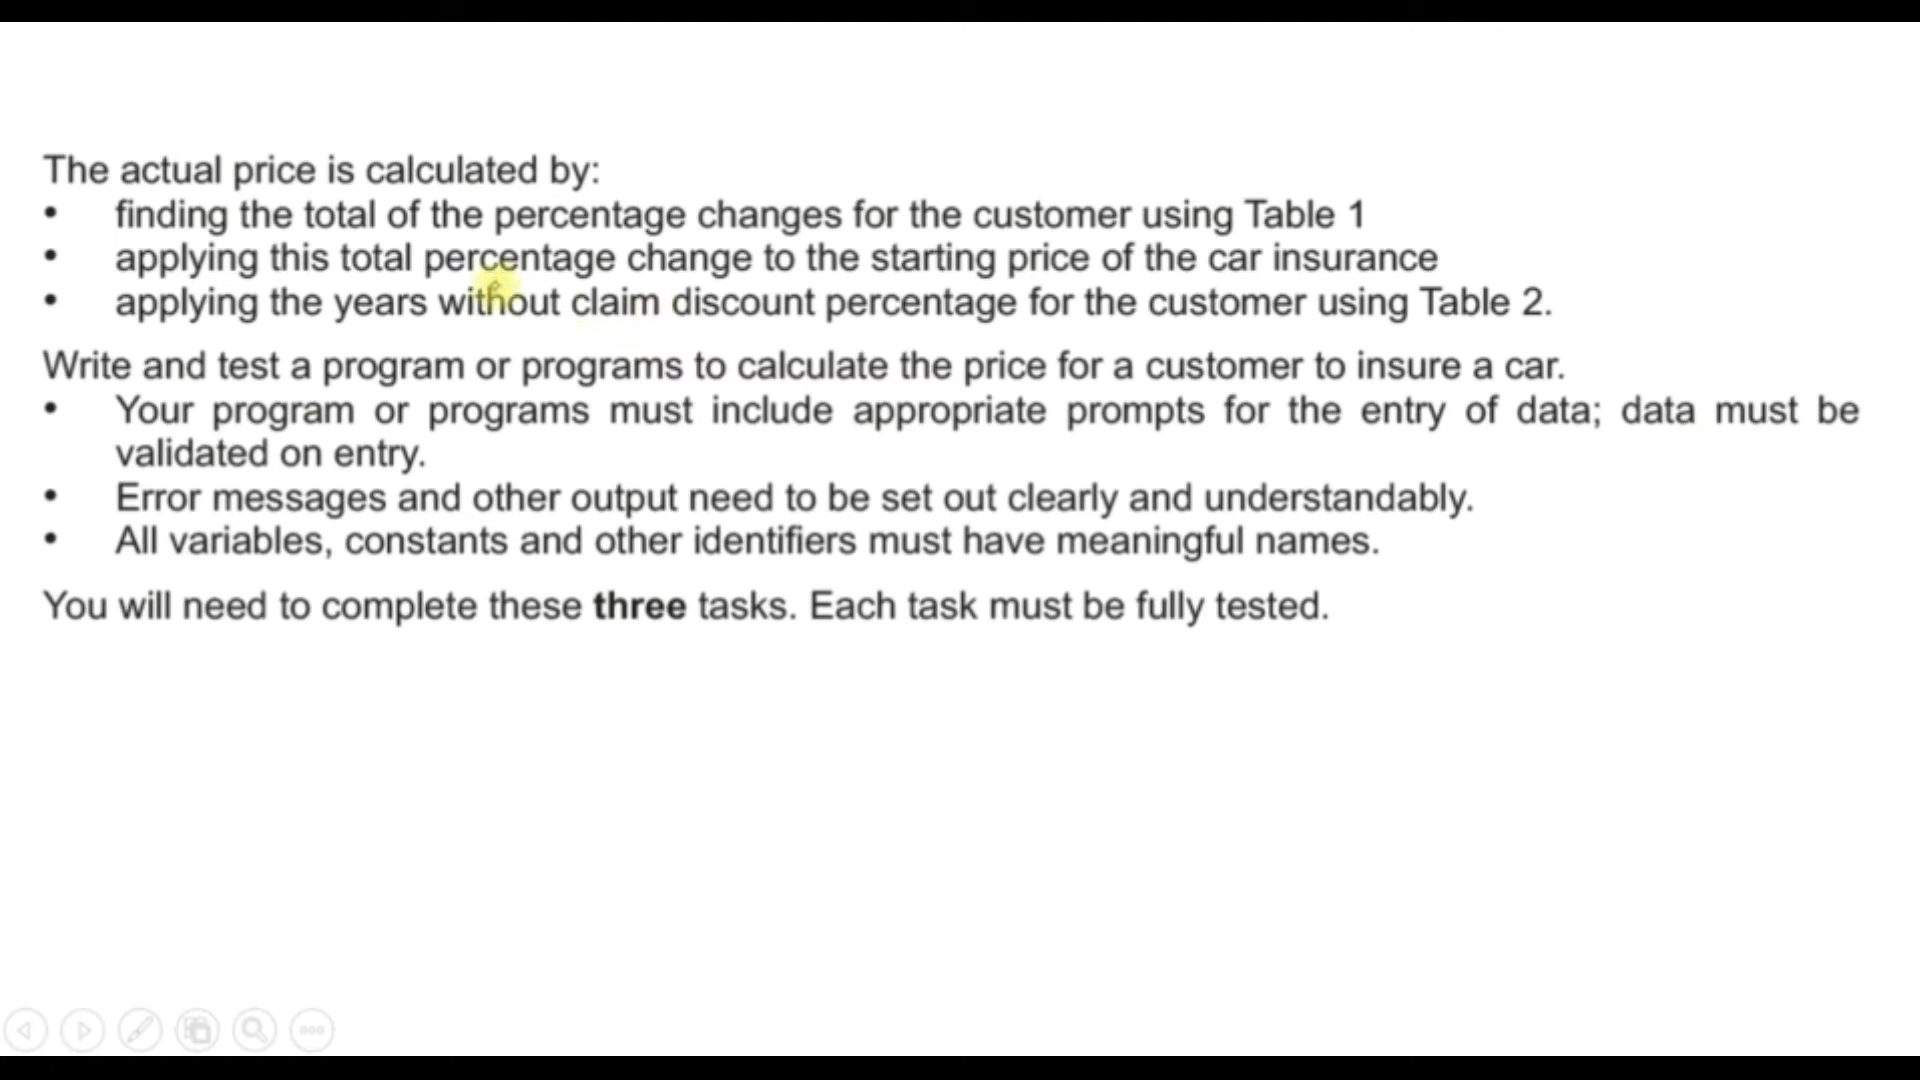 The actual price is calculated by:
• finding the total of the percentage changes for the customer using Table 1
• applying this total percentage change to the starting price of the car insurance
• applying the years without claim discount percentage for the customer using Table 2.
Write and test a program or programs to calculate the price for a customer to insure a car.
• Your program or programs must include appropriate prompts for the entry of data; data must be
validated on entry.
• Error messages and other output need to be set out clearly and understandably.
• All variables, constants and other identifiers must have meaningful names.
You will need to complete these three tasks. Each task must be fully tested.